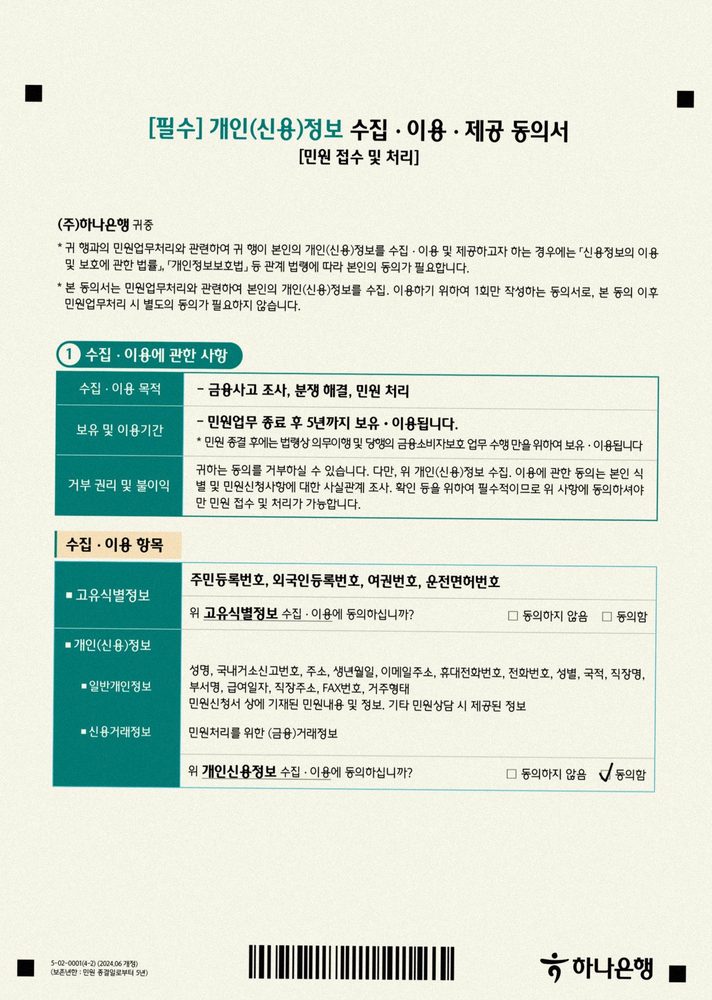 [필수] 개인(신용)정보 수집 · 이용 · 제공 동의서
[민원 접수 및 처리]
(주)하나은행 귀중
* 귀 행과의 민원업무처리와 관련하여 귀 행이 본인의 개인(신용)정보를 수집 · 이용 및 제공하고자 하는 경우에는 「신용정보의 이용
및 보호에 관한 법률」, 「개인정보보호법」 등 관계 법령에 따라 본인의 동의가 필요합니다.
* 본 동의서는 민원업무처리와 관련하여 본인의 개인(신용)정보를 수집. 이용하기 위하여 1회만 작성하는 동의서로, 본 동의 이후
민원업무처리 시 별도의 동의가 필요하지 않습니다.
1 수집 · 이용에 관한 사항
수집 · 이용 목적
- 금융사고 조사, 분쟁 해결, 민원 처리
보유 및 이용기간
- 민원업무 종료 후 5년까지 보유 · 이용됩니다.
* 민원 종결 후에는 법령상 의무이행 및 당행의 금융소비자보호 업무 수행 만을 위하여 보유 · 이용됩니다
거부 권리 및 불이익
귀하는 동의를 거부하실 수 있습니다. 다만, 위 개인(신용)정보 수집. 이용에 관한 동의는 본인 식
별 및 민원신청사항에 대한 사실관계 조사. 확인 등을 위하여 필수적이므로 위 사항에 동의하셔야
만 민원 접수 및 처리가 가능합니다.
수집 · 이용 항목
■ 고유식별정보
주민등록번호, 외국인등록번호, 여권번호, 운전면허번호
위 고유식별정보 수집 · 이용에 동의하십니까? □ 동의하지 않음 □ 동의함
■ 개인(신용)정보
■ 일반개인정보
성명, 국내거소신고번호, 주소, 생년월일, 이메일주소, 휴대전화번호, 전화번호, 성별, 국적, 직장명,
부서명, 급여일자, 직장주소, FAX번호, 거주형태
민원신청서 상에 기재된 민원내용 및 정보. 기타 민원상담 시 제공된 정보
■ 신용거래정보
민원처리를 위한 (금융)거래정보
위 개인신용정보 수집 · 이용에 동의하십니까? □ 동의하지 않음 ☑ 동의함
5-02-0001(4-2) (2024.06 개정)
(보존년한 : 민원 종결일로부터 5년)
하나은행